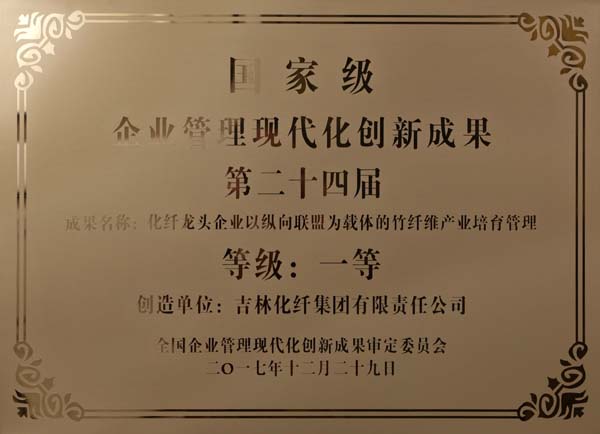 国家级
企业管理现代化创新成果
第二十四届
成果名称：化纤龙头企业以纵向联盟为载体的竹纤维产业培育管理
等级：一等
创造单位：吉林化纤集团有限责任公司
全国企业管理现代化创新成果审定委员会
二〇一七年十二月二十九日